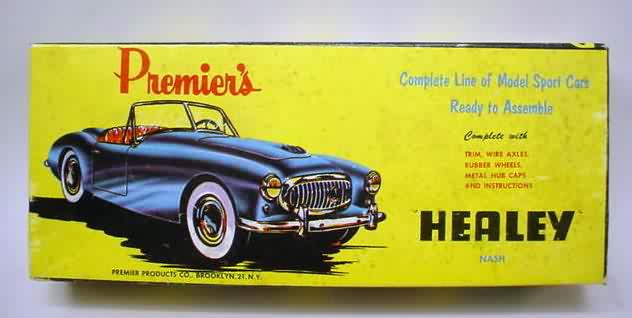 Premier's
Complete Line of Model Sport Cars
Ready to Assemble
Complete with
TRIM, WIRE AXLES,
RUBBER WHEELS,
METAL HUB CAPS
AND INSTRUCTIONS
"HEALEY"
NASH
PREMIER PRODUCTS CO., BROOKLYN, 21, N.Y.